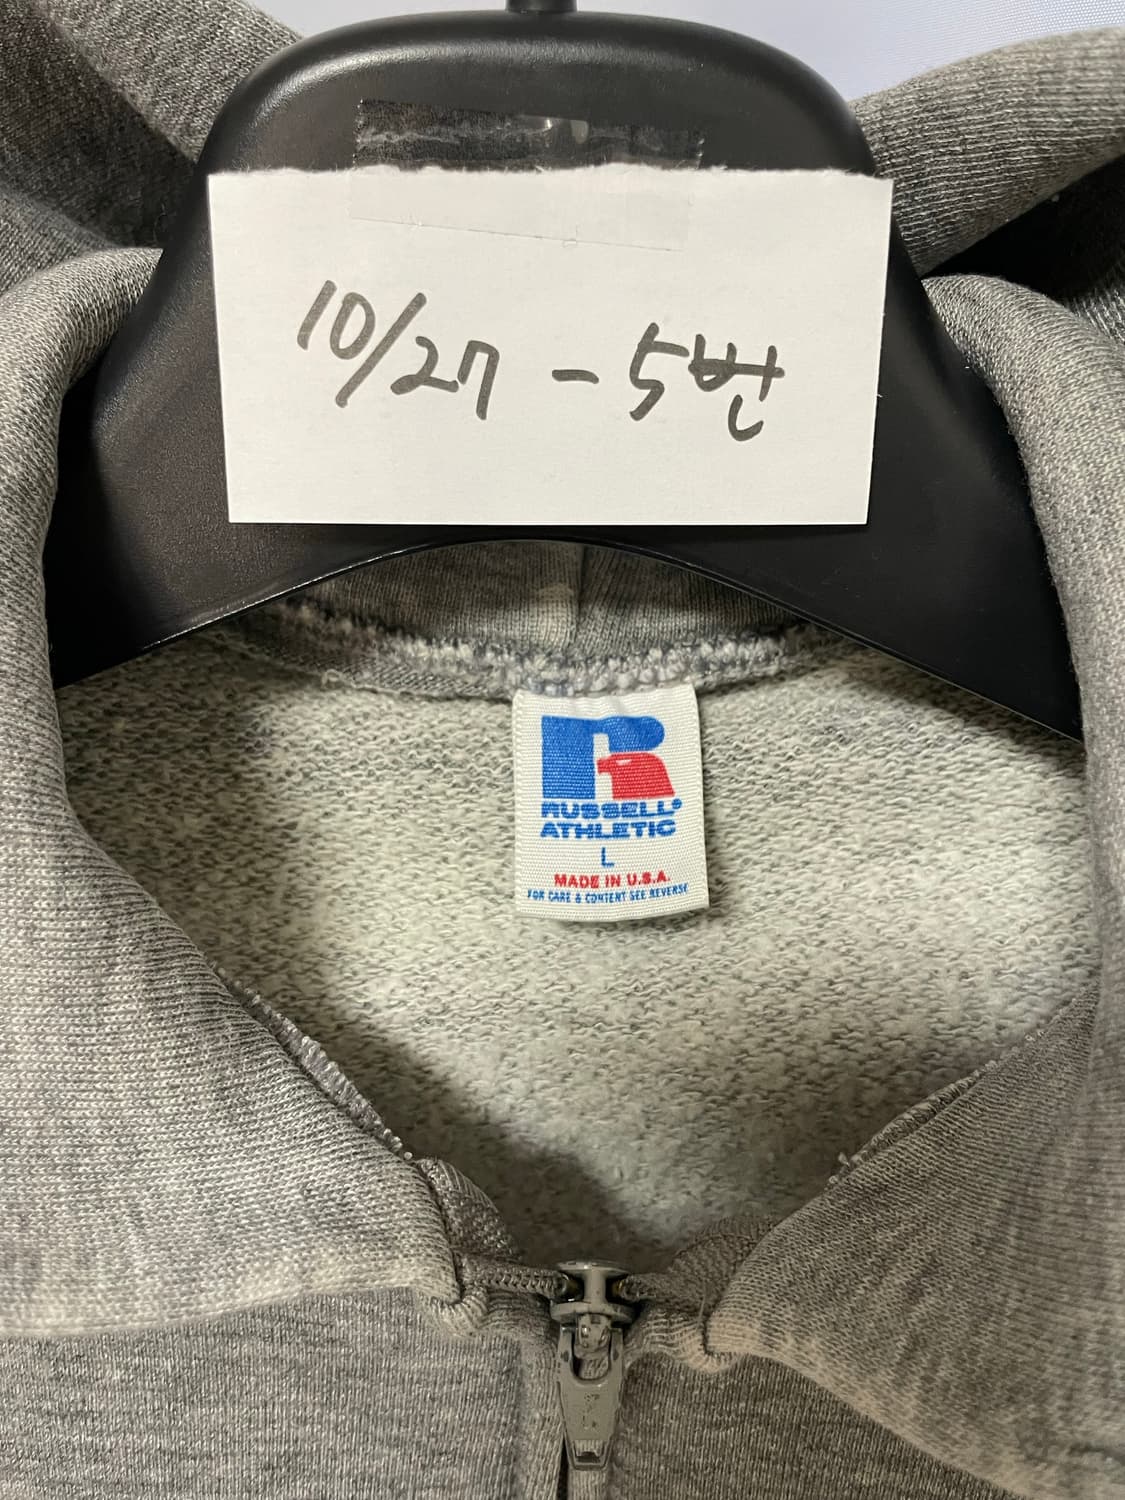 10/27 - 5번
RUSSELL®
ATHLETIC
L
MADE IN U.S.A.
FOR CARE & CONTENT SEE REVERSE